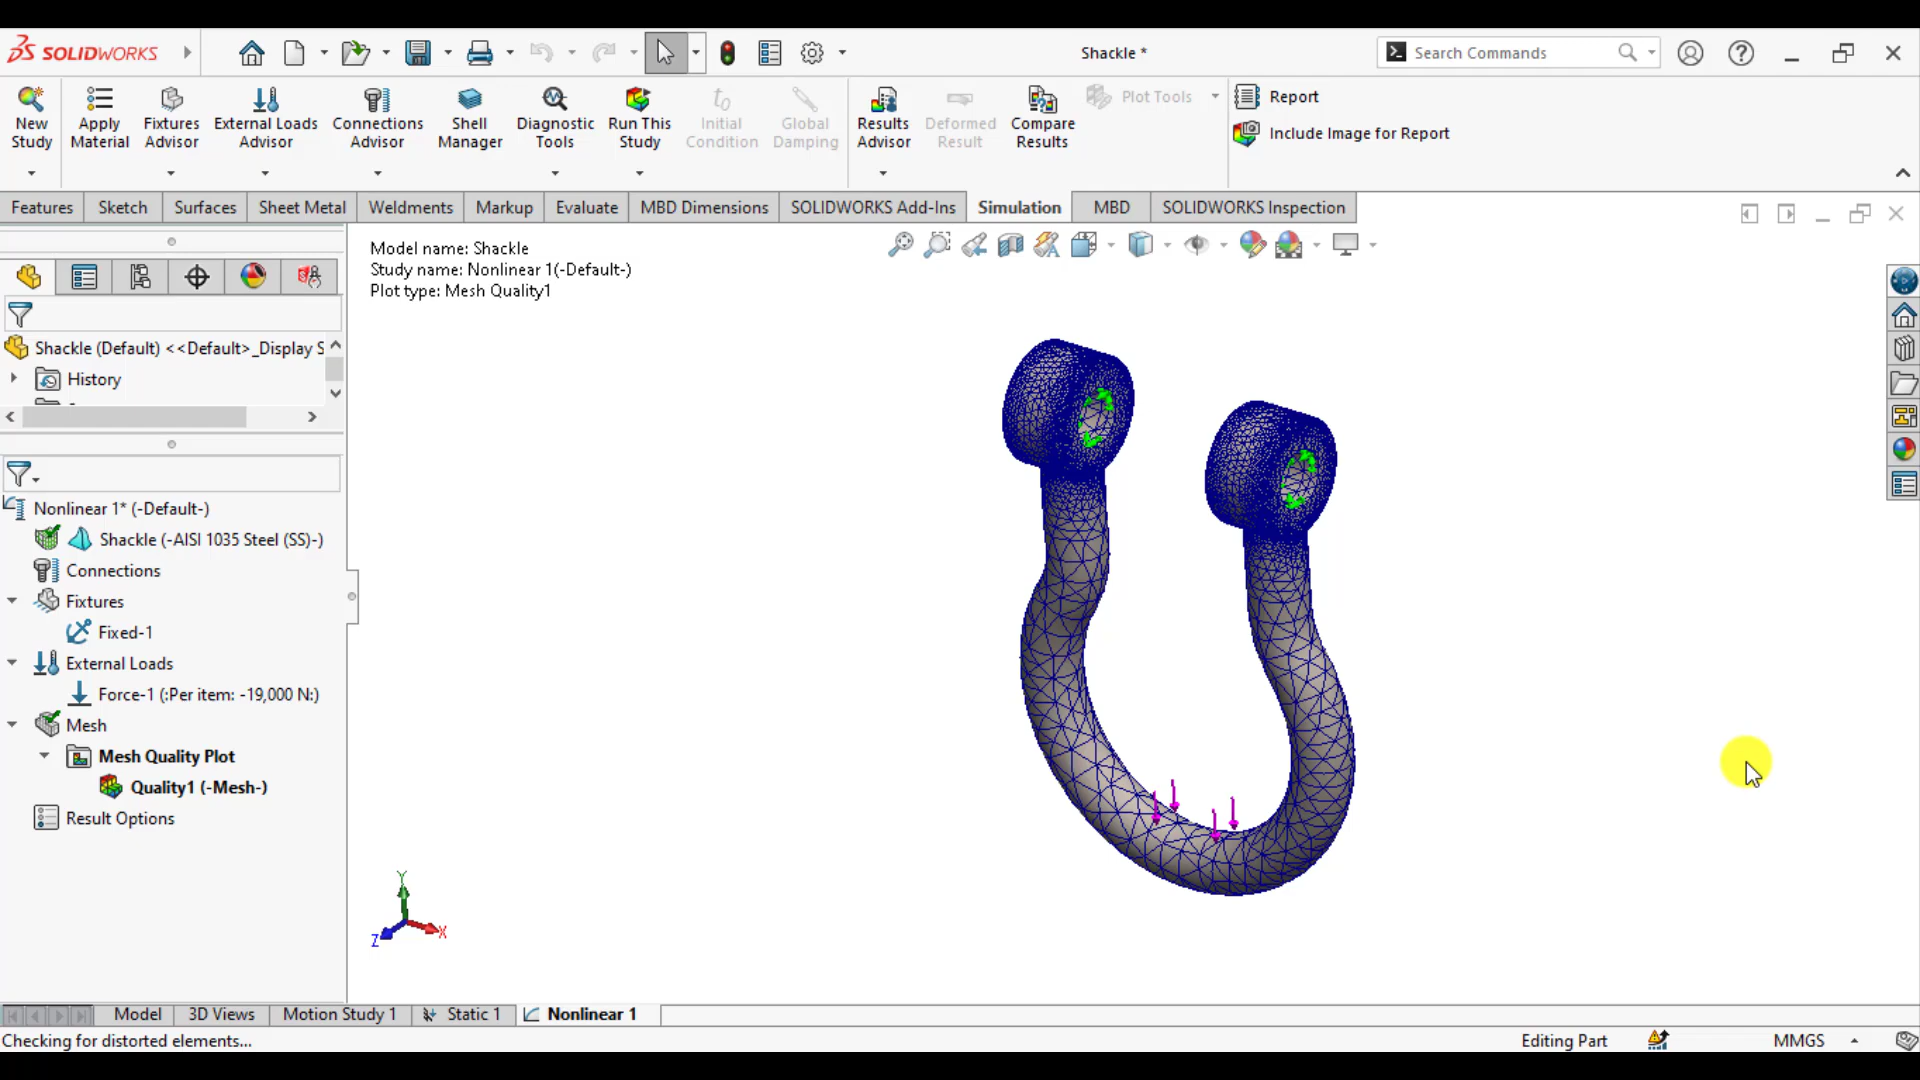 SOLIDWORKS
Shackle *
Search Commands
New Study
Apply Material
Fixtures Advisor
External Loads Advisor
Connections Advisor
Shell Manager
Diagnostic Tools
Run This Study
Initial Condition
Global Damping
Results Advisor
Deformed Result
Compare Results
Plot Tools
Report
Include Image for Report
Features
Sketch
Surfaces
Sheet Metal
Weldments
Markup
Evaluate
MBD Dimensions
SOLIDWORKS Add-Ins
Simulation
MBD
SOLIDWORKS Inspection
Model name: Shackle
Study name: Nonlinear 1(-Default-)
Plot type: Mesh Quality1
Shackle (Default) <<Default>_Display S
History
Nonlinear 1* (-Default-)
Shackle (-AISI 1035 Steel (SS)-)
Connections
Fixtures
Fixed-1
External Loads
Force-1 (:Per item: -19,000 N:)
Mesh
Mesh Quality Plot
Quality1 (-Mesh-)
Result Options
Y
Z
X
Model
3D Views
Motion Study 1
Static 1
Nonlinear 1
Checking for distorted elements...
Editing Part
MMGS